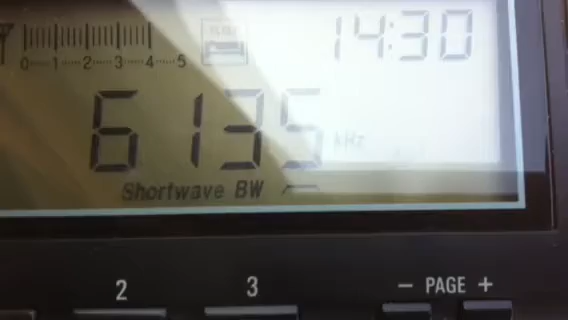 14:30
0 1 2 3 4 5
6135 kHz
Shortwave BW
2 3 - PAGE +